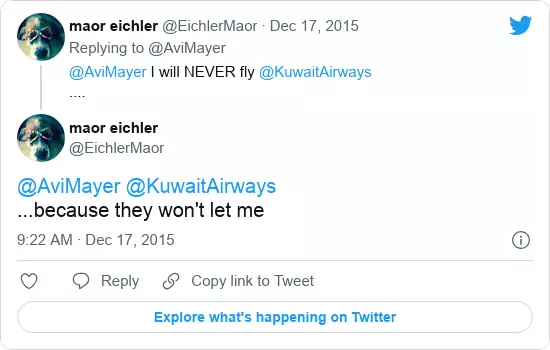 maor eichler @EichlerMaor · Dec 17, 2015
Replying to @AviMayer
@AviMayer I will NEVER fly @KuwaitAirways
....
maor eichler
@EichlerMaor
@AviMayer @KuwaitAirways
...because they won't let me
9:22 AM · Dec 17, 2015
Reply Copy link to Tweet
Explore what's happening on Twitter